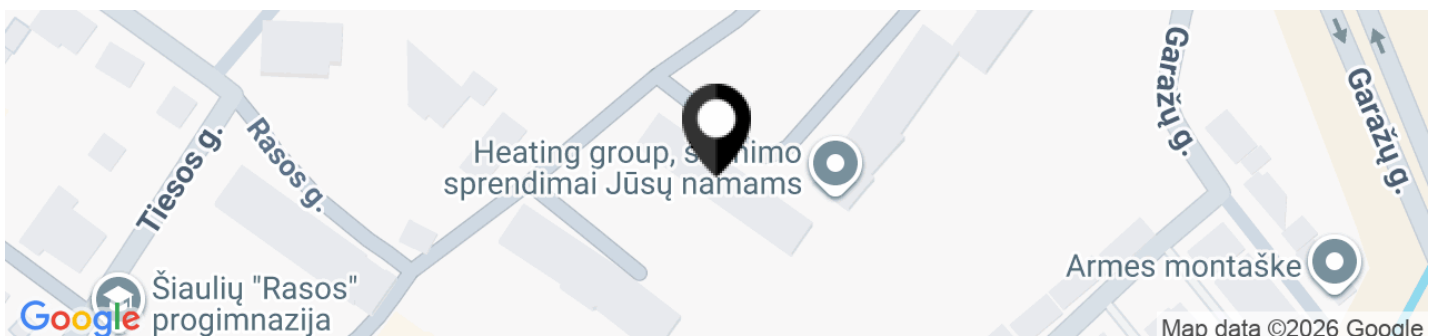 Garažų g.
Garažų g.
Tiesos g.
Rasos g.
Heating group,
sprendimai Jūsų namams
Armes montaške
Šiaulių "Rasos"
progimnazija
Google
Map data ©2026 Google